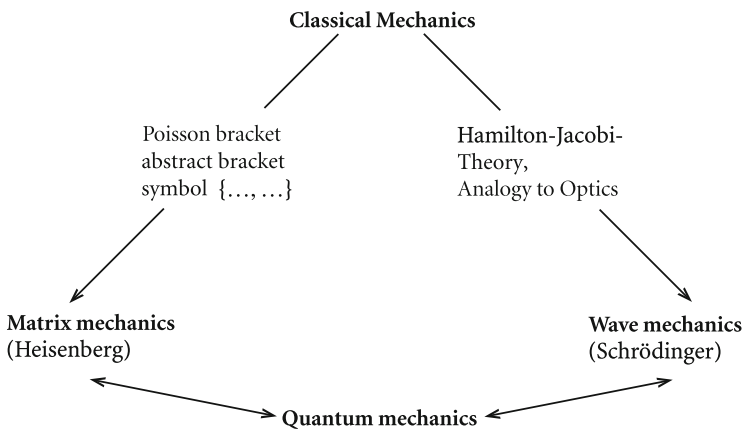 Classical Mechanics
Poisson bracket
abstract bracket
symbol {…, …}
Hamilton-Jacobi-
Theory,
Analogy to Optics
Matrix mechanics
(Heisenberg)
Wave mechanics
(Schrödinger)
Quantum mechanics